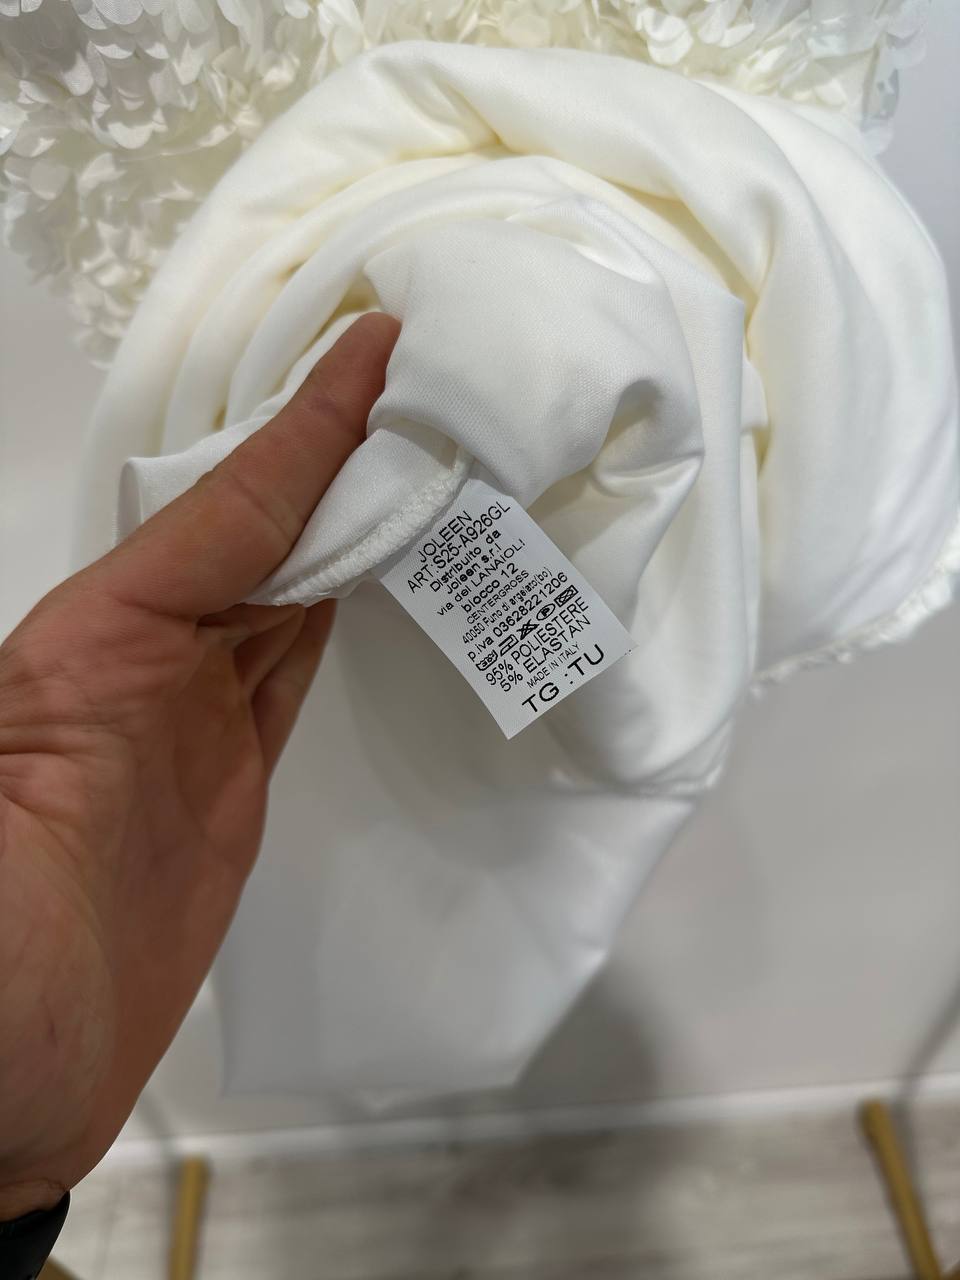 JOLEEN
ART:S25-A926GL
Distribuito da
Joleen s.r.l
via dei LANAIOLI
blocco 12
CENTERGROSS
40050 Funo di argelato(bo)
p.iva 03628221206
95% POLIESTERE
5% ELASTAN
MADE IN ITALY
TG :TU